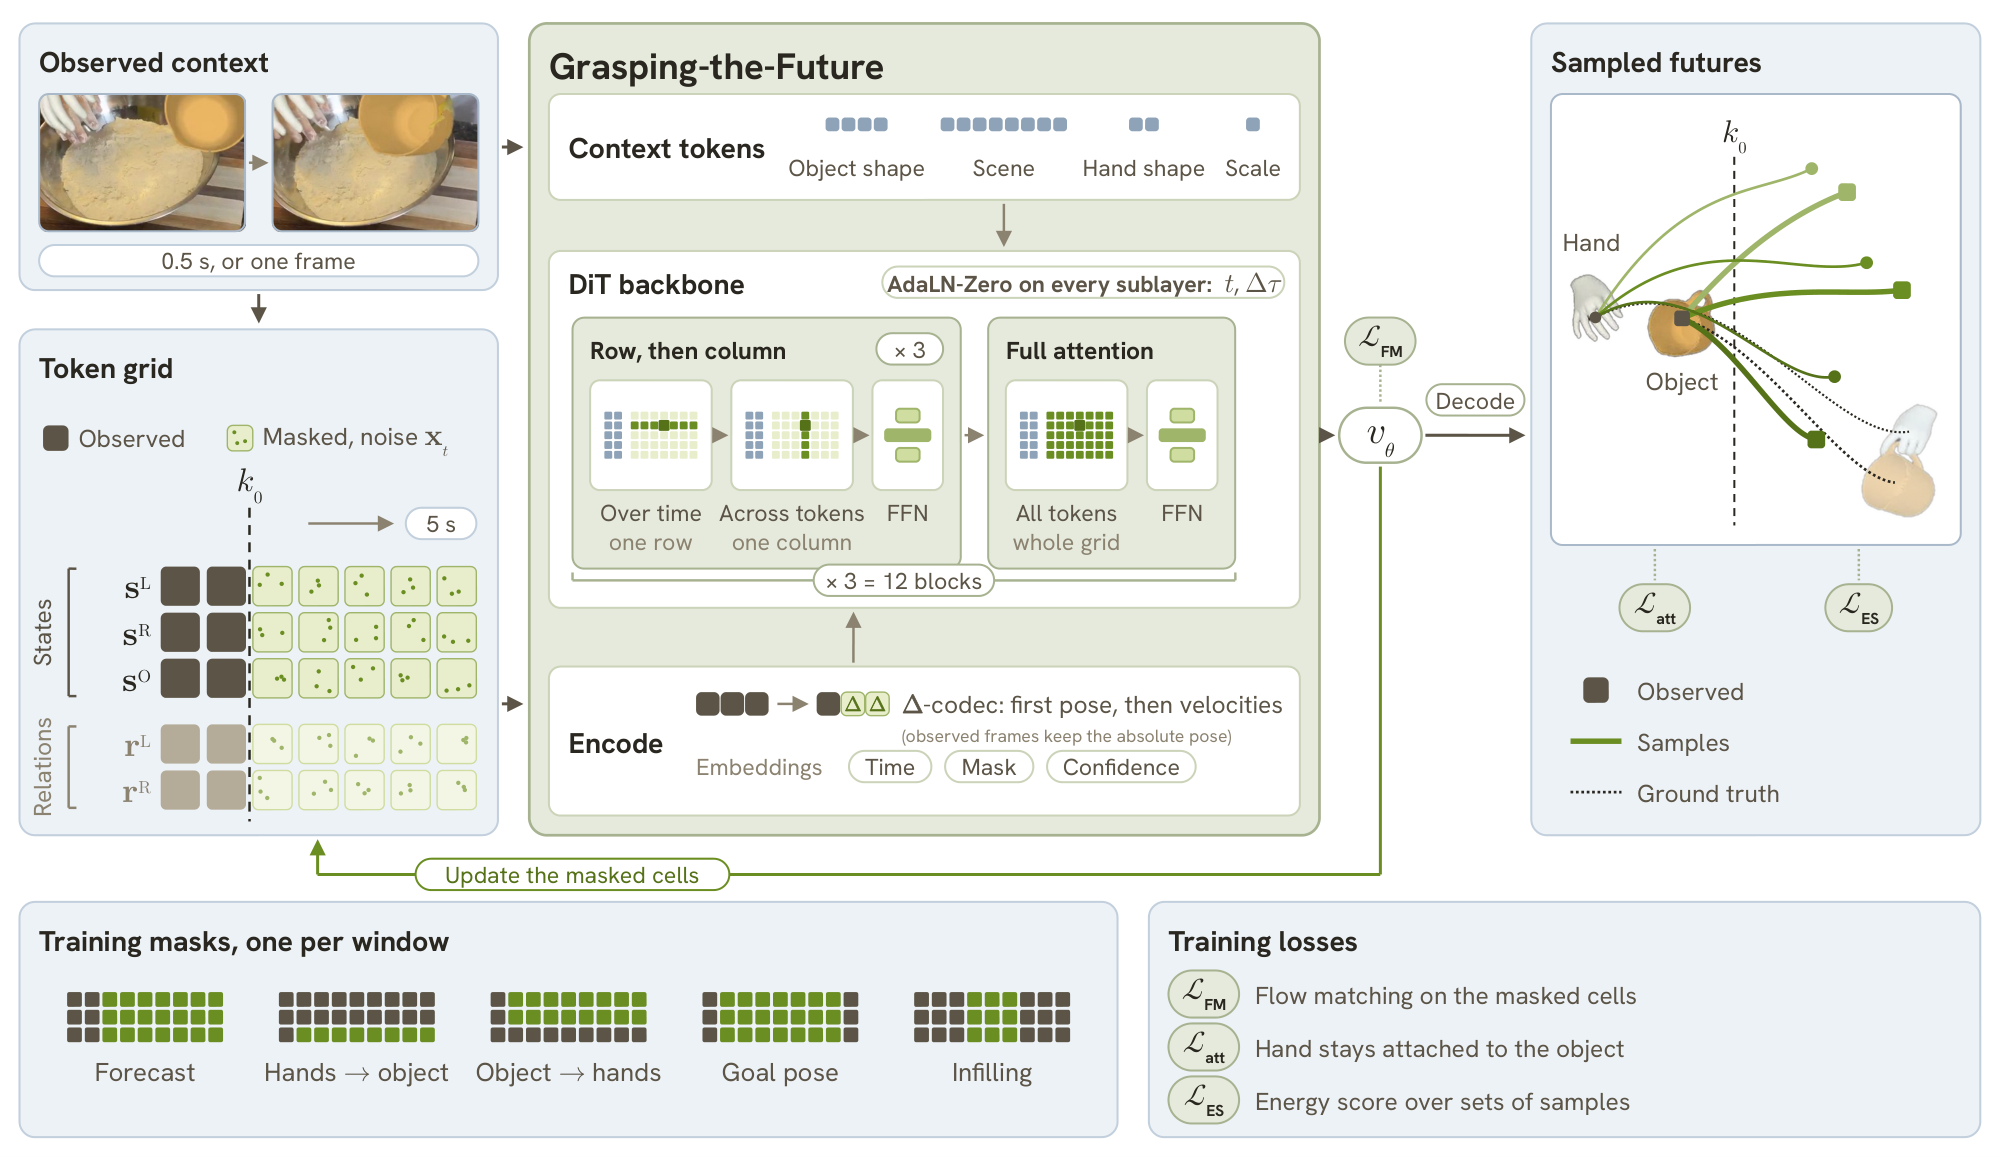 Observed context
0.5 s, or one frame
Token grid
Observed
Masked, noise x_t
k_0
5 s
States
s^L
s^R
s^O
Relations
r^L
r^R
Grasping-the-Future
Context tokens
Object shape
Scene
Hand shape
Scale
DiT backbone
AdaLN-Zero on every sublayer: t, Δτ
Row, then column
× 3
Over time
one row
Across tokens
one column
FFN
Full attention
All tokens
whole grid
FFN
× 3 = 12 blocks
Encode
Δ Δ
Δ-codec: first pose, then velocities
(observed frames keep the absolute pose)
Embeddings
Time
Mask
Confidence
ℒ_FM
v_θ
Decode
Update the masked cells
Sampled futures
k_0
Hand
Object
ℒ_att
ℒ_ES
Observed
Samples
Ground truth
Training masks, one per window
Forecast
Hands → object
Object → hands
Goal pose
Infilling
Training losses
ℒ_FM Flow matching on the masked cells
ℒ_att Hand stays attached to the object
ℒ_ES Energy score over sets of samples